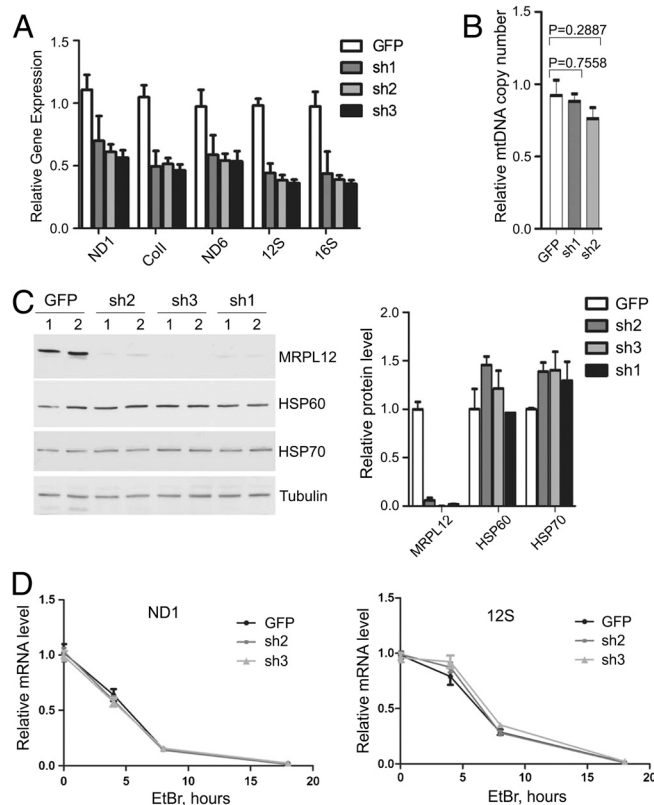 A
Relative Gene Expression
1.5
1.0
0.5
0.0
ND1
CoII
ND6
12S
16S
GFP
sh1
sh2
sh3
B
Relative mtDNA copy number
1.5
1.0
0.5
0.0
P=0.2887
P=0.7558
GFP
sh1
sh2
C
GFP sh2 sh3 sh1
1 2 1 2 1 2 1 2
MRPL12
HSP60
HSP70
Tubulin
Relative protein level
2.0
1.5
1.0
0.5
0.0
MRPL12
HSP60
HSP70
GFP
sh2
sh3
sh1
D
ND1
Relative mRNA level
1.5
1.0
0.5
0.0
0 5 10 15 20
EtBr, hours
GFP
sh2
sh3
12S
Relative mRNA level
1.5
1.0
0.5
0.0
0 5 10 15 20
EtBr, hours
GFP
sh2
sh3